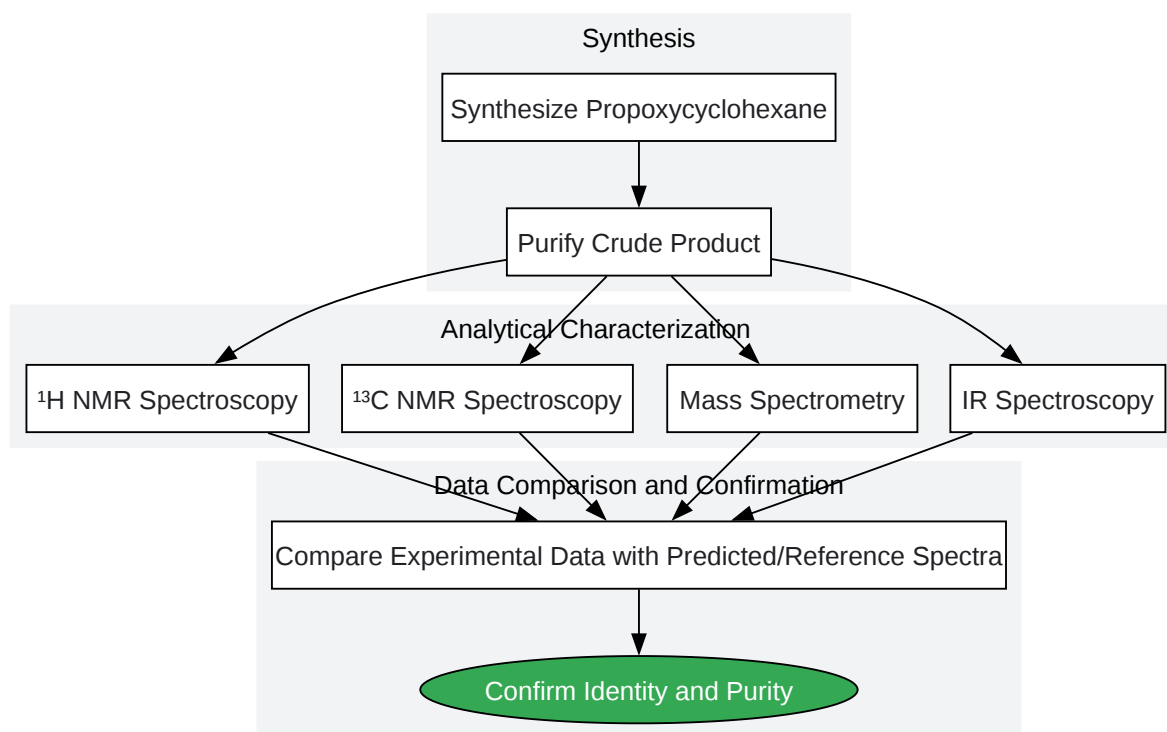 Synthesis
Synthesize Propoxycyclohexane
Purify Crude Product
Analytical Characterization
¹H NMR Spectroscopy
¹³C NMR Spectroscopy
Mass Spectrometry
IR Spectroscopy
Data Comparison and Confirmation
Compare Experimental Data with Predicted/Reference Spectra
Confirm Identity and Purity